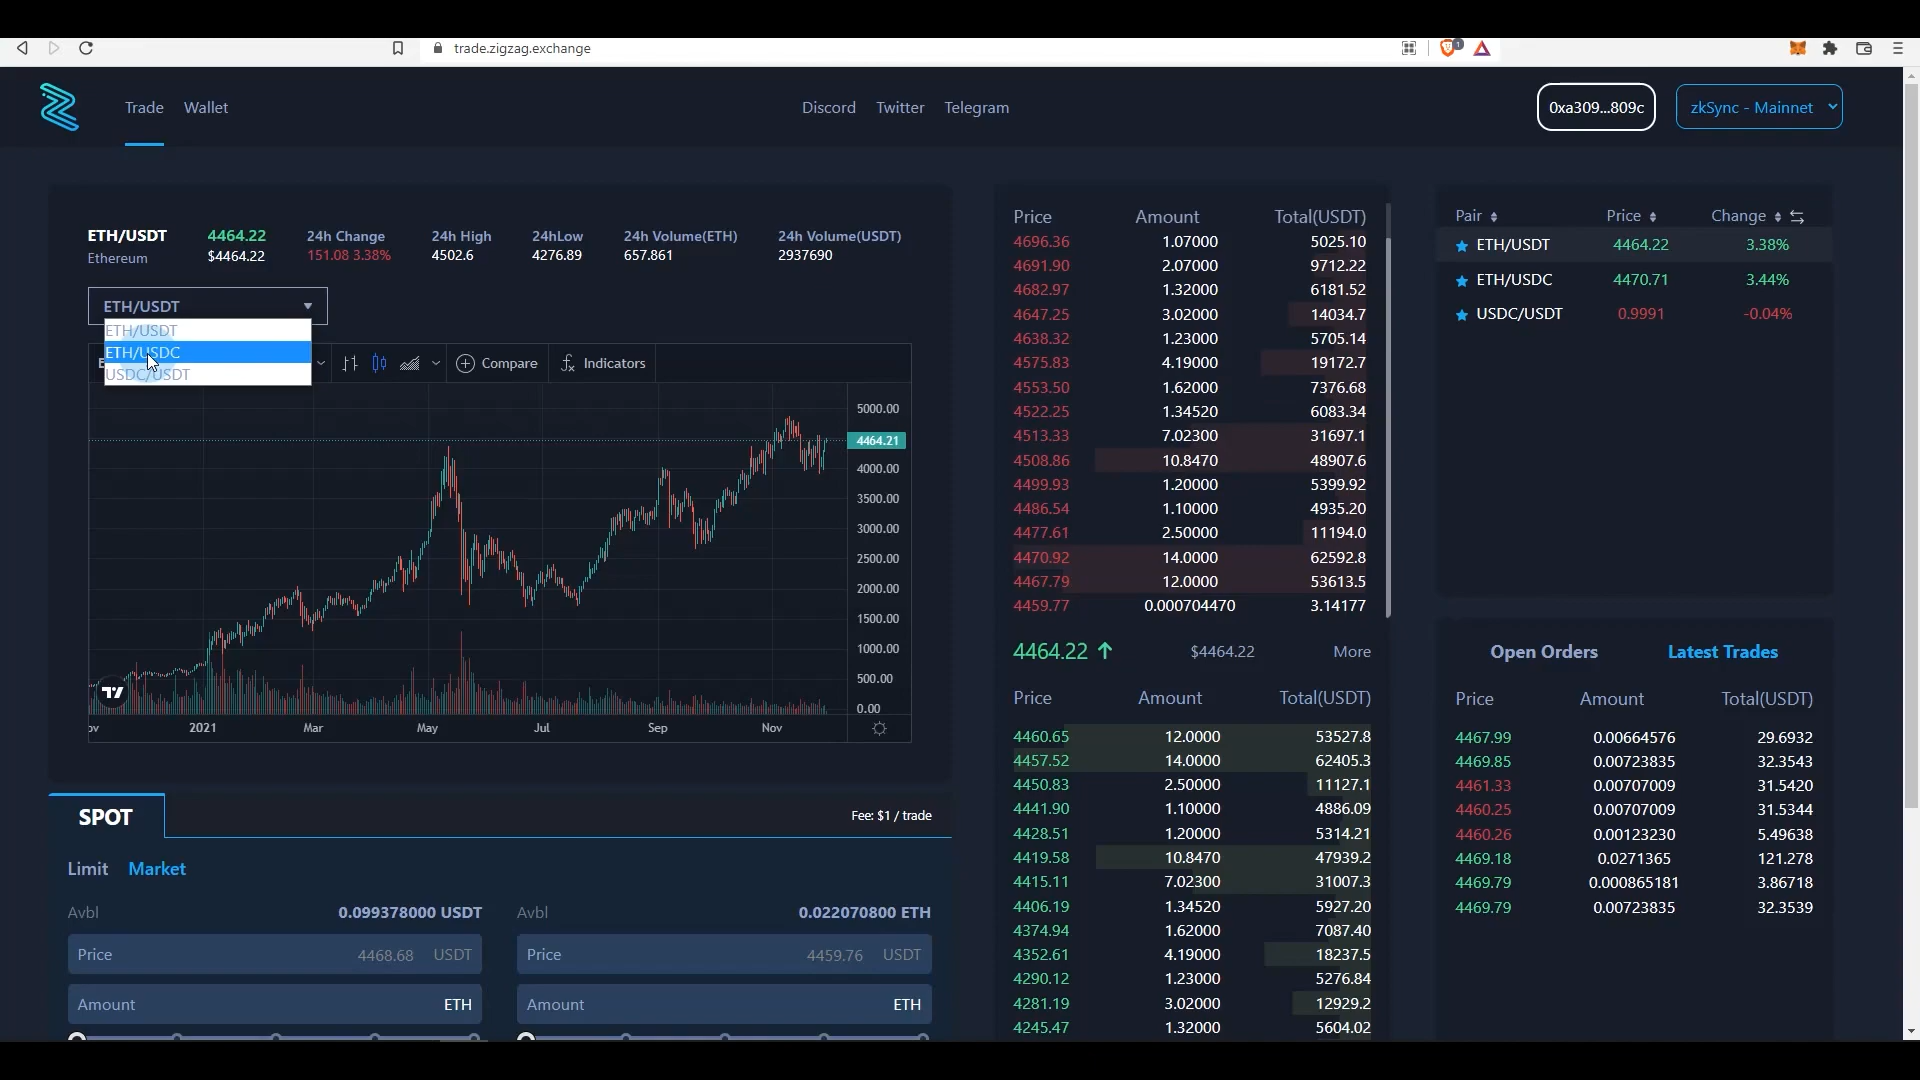 trade.zigzag.exchange
1
Trade Wallet
Discord Twitter Telegram
0xa309...809c
zkSync - Mainnet
ETH/USDT 4464.22 24h Change 24h High 24hLow 24h Volume(ETH) 24h Volume(USDT)
Ethereum $4464.22 151.08 3.38% 4502.6 4276.89 657.861 2937690
ETH/USDT
ETH/USDT
ETH/USDC
USDC/USDT
Compare
Indicators
5000.00
4464.21
4000.00
3500.00
3000.00
2500.00
2000.00
1500.00
1000.00
500.00
0.00
ov 2021 Mar May Jul Sep Nov
SPOT
Fee: $1 / trade
Limit Market
Avbl 0.099378000 USDT
Price 4468.68 USDT
Amount ETH
Avbl 0.022070800 ETH
Price 4459.76 USDT
Amount ETH
Price Amount Total(USDT)
4696.36 1.07000 5025.10
4691.90 2.07000 9712.22
4682.97 1.32000 6181.52
4647.25 3.02000 14034.7
4638.32 1.23000 5705.14
4575.83 4.19000 19172.7
4553.50 1.62000 7376.68
4522.25 1.34520 6083.34
4513.33 7.02300 31697.1
4508.86 10.8470 48907.6
4499.93 1.20000 5399.92
4486.54 1.10000 4935.20
4477.61 2.50000 11194.0
4470.92 14.0000 62592.8
4467.79 12.0000 53613.5
4459.77 0.000704470 3.14177
4464.22 $4464.22 More
Price Amount Total(USDT)
4460.65 12.0000 53527.8
4457.52 14.0000 62405.3
4450.83 2.50000 11127.1
4441.90 1.10000 4886.09
4428.51 1.20000 5314.21
4419.58 10.8470 47939.2
4415.11 7.02300 31007.3
4406.19 1.34520 5927.20
4374.94 1.62000 7087.40
4352.61 4.19000 18237.5
4290.12 1.23000 5276.84
4281.19 3.02000 12929.2
4245.47 1.32000 5604.02
Pair Price Change
ETH/USDT 4464.22 3.38%
ETH/USDC 4470.71 3.44%
USDC/USDT 0.9991 -0.04%
Open Orders Latest Trades
Price Amount Total(USDT)
4467.99 0.00664576 29.6932
4469.85 0.00723835 32.3543
4461.33 0.00707009 31.5420
4460.25 0.00707009 31.5344
4460.26 0.00123230 5.49638
4469.18 0.0271365 121.278
4469.79 0.000865181 3.86718
4469.79 0.00723835 32.3539